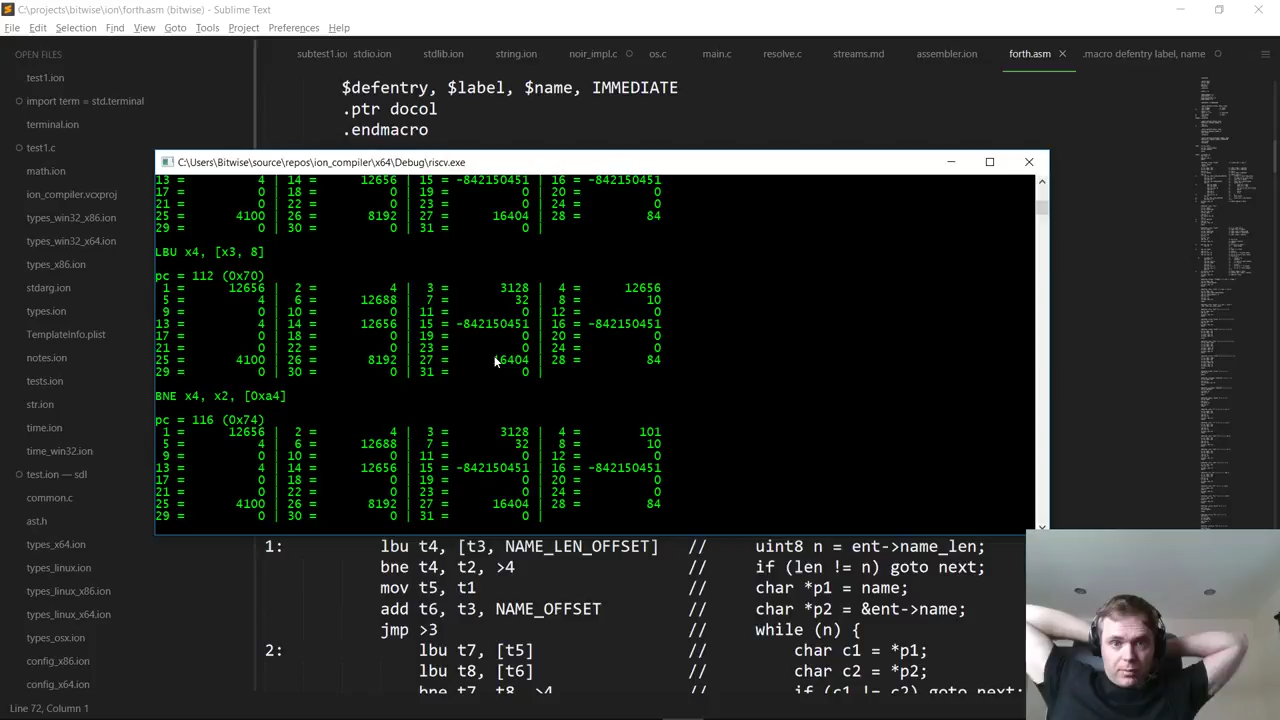 C:\projects\bitwise\ion\forth.asm (bitwise) - Sublime Text
File Edit Selection Find View Goto Tools Project Preferences Help
OPEN FILES
subtest1.ion stdio.ion stdlib.ion string.ion noir_impl.c os.c main.c resolve.c streams.md assembler.ion forth.asm .macro defentry label, name
test1.ion
import term = std.terminal
terminal.ion
test1.c
math.ion
ion_compiler.vcxproj
types_win32_x86.ion
types_win32_x64.ion
types_x86.ion
stdarg.ion
types.ion
TemplateInfo.plist
notes.ion
tests.ion
str.ion
time.ion
time_win32.ion
test.ion — sdl
common.c
ast.h
types_x64.ion
types_linux.ion
types_linux_x86.ion
types_linux_x64.ion
types_osx.ion
config_x86.ion
config_x64.ion
$defentry, $label, $name, IMMEDIATE
.ptr docol
.endmacro
C:\Users\Bitwise\source\repos\ion_compiler\x64\Debug\riscv.exe
13 = 4 | 14 = 12656 | 15 = -842150451 | 16 = -842150451
17 = 0 | 18 = 0 | 19 = 0 | 20 = 0
21 = 0 | 22 = 0 | 23 = 0 | 24 = 0
25 = 4100 | 26 = 8192 | 27 = 16404 | 28 = 84
29 = 0 | 30 = 0 | 31 = 0 |
LBU x4, [x3, 8]
pc = 112 (0x70)
1 = 12656 | 2 = 4 | 3 = 3128 | 4 = 12656
5 = 4 | 6 = 12688 | 7 = 32 | 8 = 10
9 = 0 | 10 = 0 | 11 = 0 | 12 = 0
13 = 4 | 14 = 12656 | 15 = -842150451 | 16 = -842150451
17 = 0 | 18 = 0 | 19 = 0 | 20 = 0
21 = 0 | 22 = 0 | 23 = 0 | 24 = 0
25 = 4100 | 26 = 8192 | 27 = 16404 | 28 = 84
29 = 0 | 30 = 0 | 31 = 0 |
BNE x4, x2, [0xa4]
pc = 116 (0x74)
1 = 12656 | 2 = 4 | 3 = 3128 | 4 = 101
5 = 4 | 6 = 12688 | 7 = 32 | 8 = 10
9 = 0 | 10 = 0 | 11 = 0 | 12 = 0
13 = 4 | 14 = 12656 | 15 = -842150451 | 16 = -842150451
17 = 0 | 18 = 0 | 19 = 0 | 20 = 0
21 = 0 | 22 = 0 | 23 = 0 | 24 = 0
25 = 4100 | 26 = 8192 | 27 = 16404 | 28 = 84
29 = 0 | 30 = 0 | 31 = 0 |
1: lbu t4, [t3, NAME_LEN_OFFSET] // uint8 n = ent->name_len;
bne t4, t2, >4 // if (len != n) goto next;
mov t5, t1 // char *p1 = name;
add t6, t3, NAME_OFFSET // char *p2 = &ent->name;
jmp >3 // while (n) {
2: lbu t7, [t5] // char c1 = *p1;
lbu t8, [t6] // char c2 = *p2;
bne t7, t8, >4 // if (c1 != c2) goto next;
Line 72, Column 1